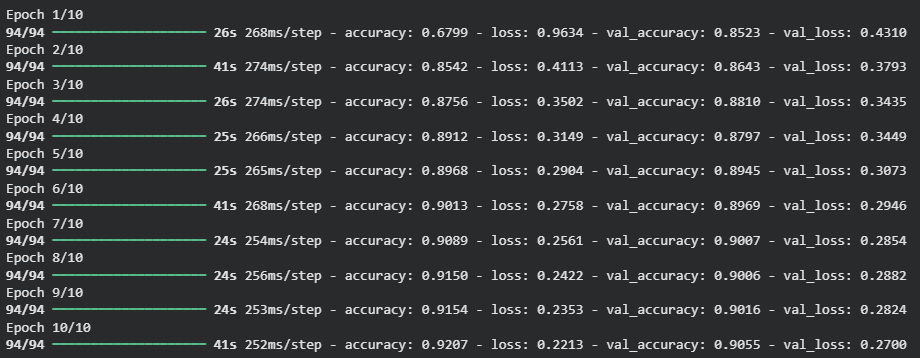 Epoch 1/10
94/94 ━━━━━━━━━━━━━━━━━━━━ 26s 268ms/step - accuracy: 0.6799 - loss: 0.9634 - val_accuracy: 0.8523 - val_loss: 0.4310
Epoch 2/10
94/94 ━━━━━━━━━━━━━━━━━━━━ 41s 274ms/step - accuracy: 0.8542 - loss: 0.4113 - val_accuracy: 0.8643 - val_loss: 0.3793
Epoch 3/10
94/94 ━━━━━━━━━━━━━━━━━━━━ 26s 274ms/step - accuracy: 0.8756 - loss: 0.3502 - val_accuracy: 0.8810 - val_loss: 0.3435
Epoch 4/10
94/94 ━━━━━━━━━━━━━━━━━━━━ 25s 266ms/step - accuracy: 0.8912 - loss: 0.3149 - val_accuracy: 0.8797 - val_loss: 0.3449
Epoch 5/10
94/94 ━━━━━━━━━━━━━━━━━━━━ 25s 265ms/step - accuracy: 0.8968 - loss: 0.2904 - val_accuracy: 0.8945 - val_loss: 0.3073
Epoch 6/10
94/94 ━━━━━━━━━━━━━━━━━━━━ 41s 268ms/step - accuracy: 0.9013 - loss: 0.2758 - val_accuracy: 0.8969 - val_loss: 0.2946
Epoch 7/10
94/94 ━━━━━━━━━━━━━━━━━━━━ 24s 254ms/step - accuracy: 0.9089 - loss: 0.2561 - val_accuracy: 0.9007 - val_loss: 0.2854
Epoch 8/10
94/94 ━━━━━━━━━━━━━━━━━━━━ 24s 256ms/step - accuracy: 0.9150 - loss: 0.2422 - val_accuracy: 0.9006 - val_loss: 0.2882
Epoch 9/10
94/94 ━━━━━━━━━━━━━━━━━━━━ 24s 253ms/step - accuracy: 0.9154 - loss: 0.2353 - val_accuracy: 0.9016 - val_loss: 0.2824
Epoch 10/10
94/94 ━━━━━━━━━━━━━━━━━━━━ 41s 252ms/step - accuracy: 0.9207 - loss: 0.2213 - val_accuracy: 0.9055 - val_loss: 0.2700